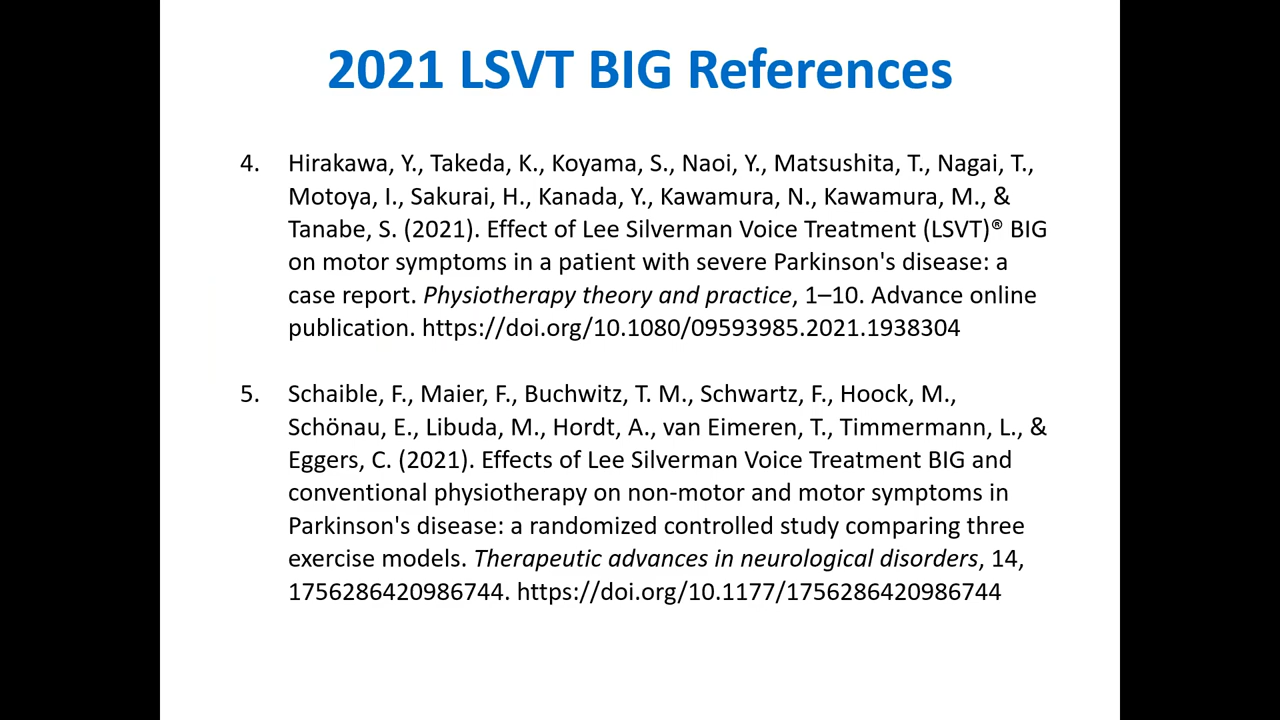 2021 LSVT BIG References
4. Hirakawa, Y., Takeda, K., Koyama, S., Naoi, Y., Matsushita, T., Nagai, T.,
Motoya, I., Sakurai, H., Kanada, Y., Kawamura, N., Kawamura, M., &
Tanabe, S. (2021). Effect of Lee Silverman Voice Treatment (LSVT)® BIG
on motor symptoms in a patient with severe Parkinson's disease: a
case report. Physiotherapy theory and practice, 1–10. Advance online
publication. https://doi.org/10.1080/09593985.2021.1938304
5. Schaible, F., Maier, F., Buchwitz, T. M., Schwartz, F., Hoock, M.,
Schönau, E., Libuda, M., Hordt, A., van Eimeren, T., Timmermann, L., &
Eggers, C. (2021). Effects of Lee Silverman Voice Treatment BIG and
conventional physiotherapy on non-motor and motor symptoms in
Parkinson's disease: a randomized controlled study comparing three
exercise models. Therapeutic advances in neurological disorders, 14,
1756286420986744. https://doi.org/10.1177/1756286420986744